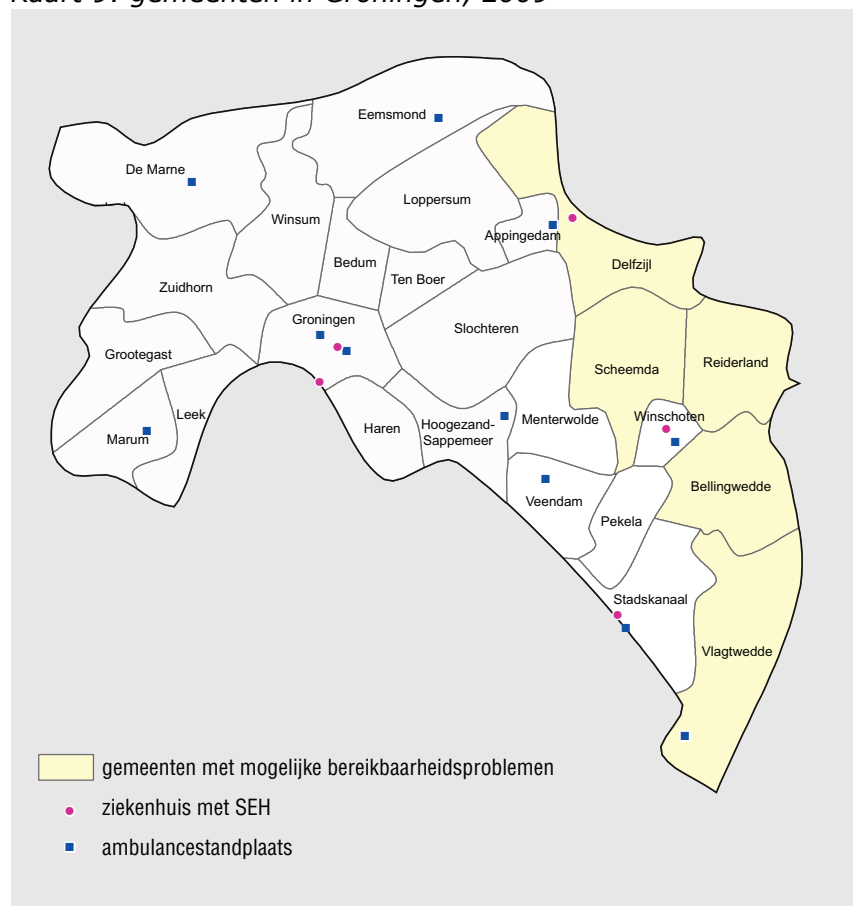 Kaart 9: gemeenten in Groningen, 2009
Eemsmond
De Marne
Loppersum
Winsum
Appingedam
Bedum
Delfzijl
Ten Boer
Zuidhorn
Groningen
Slochteren
Grootegast
Scheemda
Reiderland
Leek
Winschoten
Marum
Haren
Hoogezand-
Sappemeer
Menterwolde
Bellingwedde
Veendam
Pekela
Stadskanaal
Vlagtwedde
gemeenten met mogelijke bereikbaarheidsproblemen
ziekenhuis met SEH
ambulancestandplaats